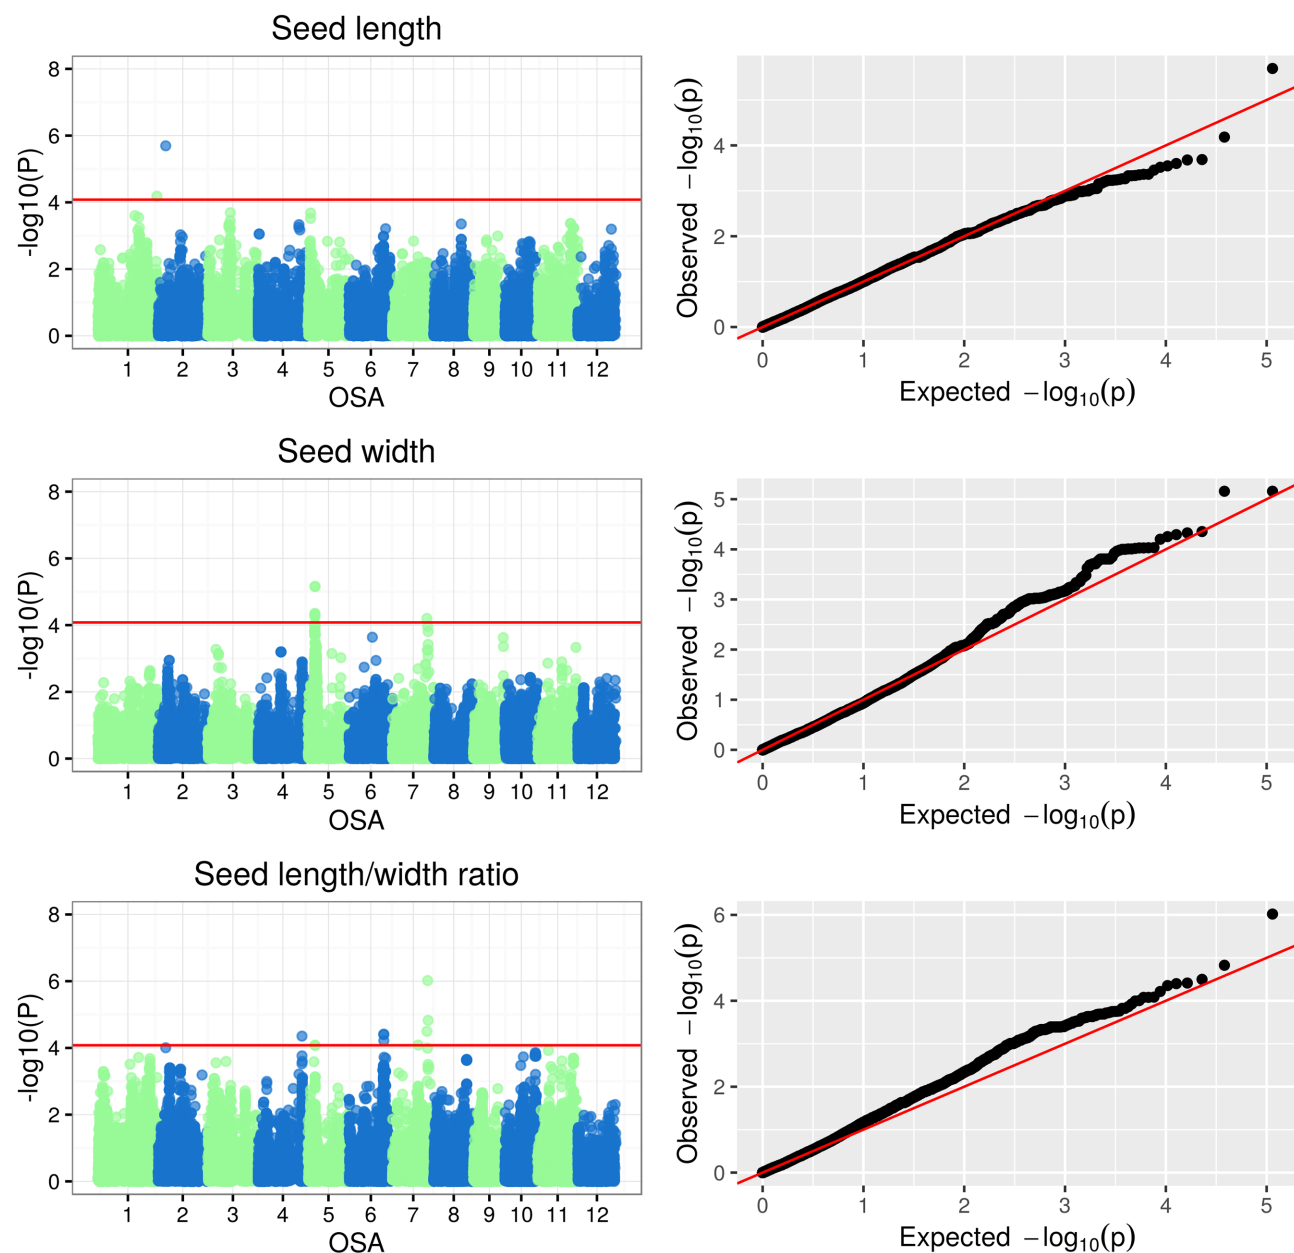 Seed length
8
6
4
2
0
-log10(P)
1 2 3 4 5 6 7 8 9 10 11 12
OSA
4
2
0
Observed −log₁₀(p)
0 1 2 3 4 5
Expected −log₁₀(p)
Seed width
8
6
4
2
0
-log10(P)
1 2 3 4 5 6 7 8 9 10 11 12
OSA
5
4
3
2
1
0
Observed −log₁₀(p)
0 1 2 3 4 5
Expected −log₁₀(p)
Seed length/width ratio
8
6
4
2
0
-log10(P)
1 2 3 4 5 6 7 8 9 10 11 12
OSA
6
4
2
0
Observed −log₁₀(p)
0 1 2 3 4 5
Expected −log₁₀(p)